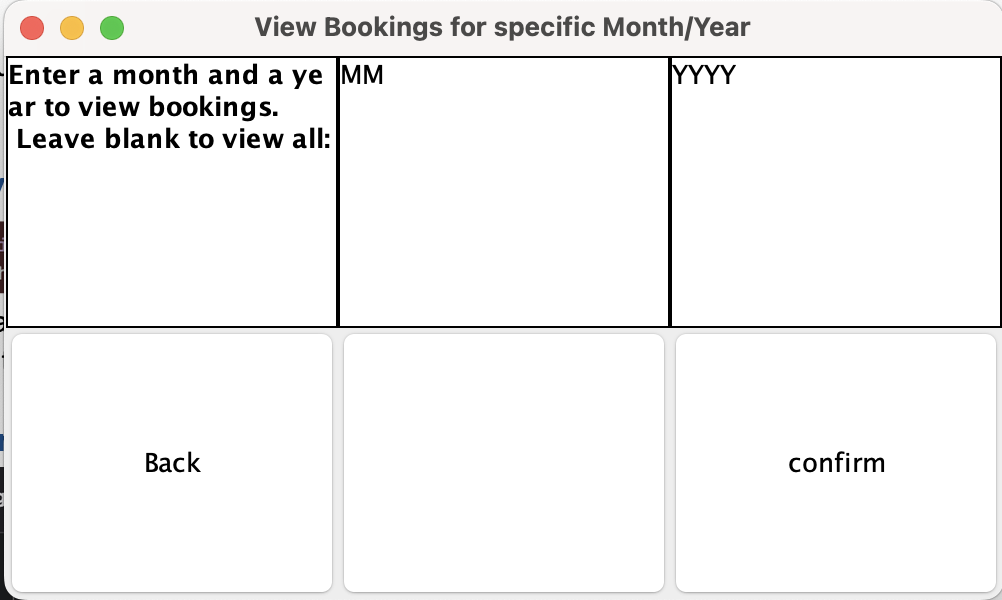 View Bookings for specific Month/Year
Enter a month and a ye
ar to view bookings.
Leave blank to view all:
MM
YYYY
Back
confirm